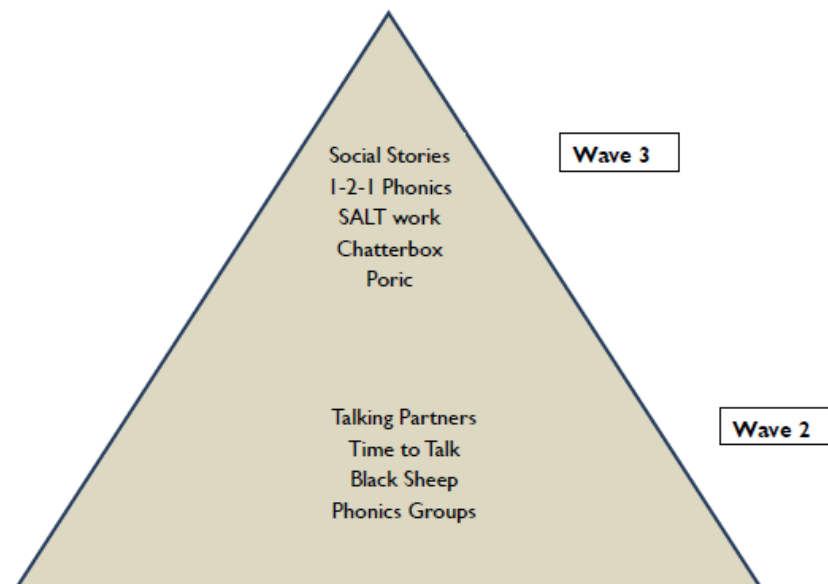 Social Stories
1-2-1 Phonics
SALT work
Chatterbox
Poric
Wave 3
Talking Partners
Time to Talk
Black Sheep
Phonics Groups
Wave 2